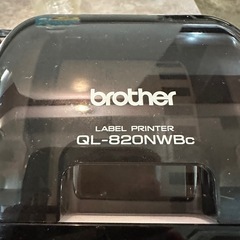 brother
LABEL PRINTER
QL-820NWBc